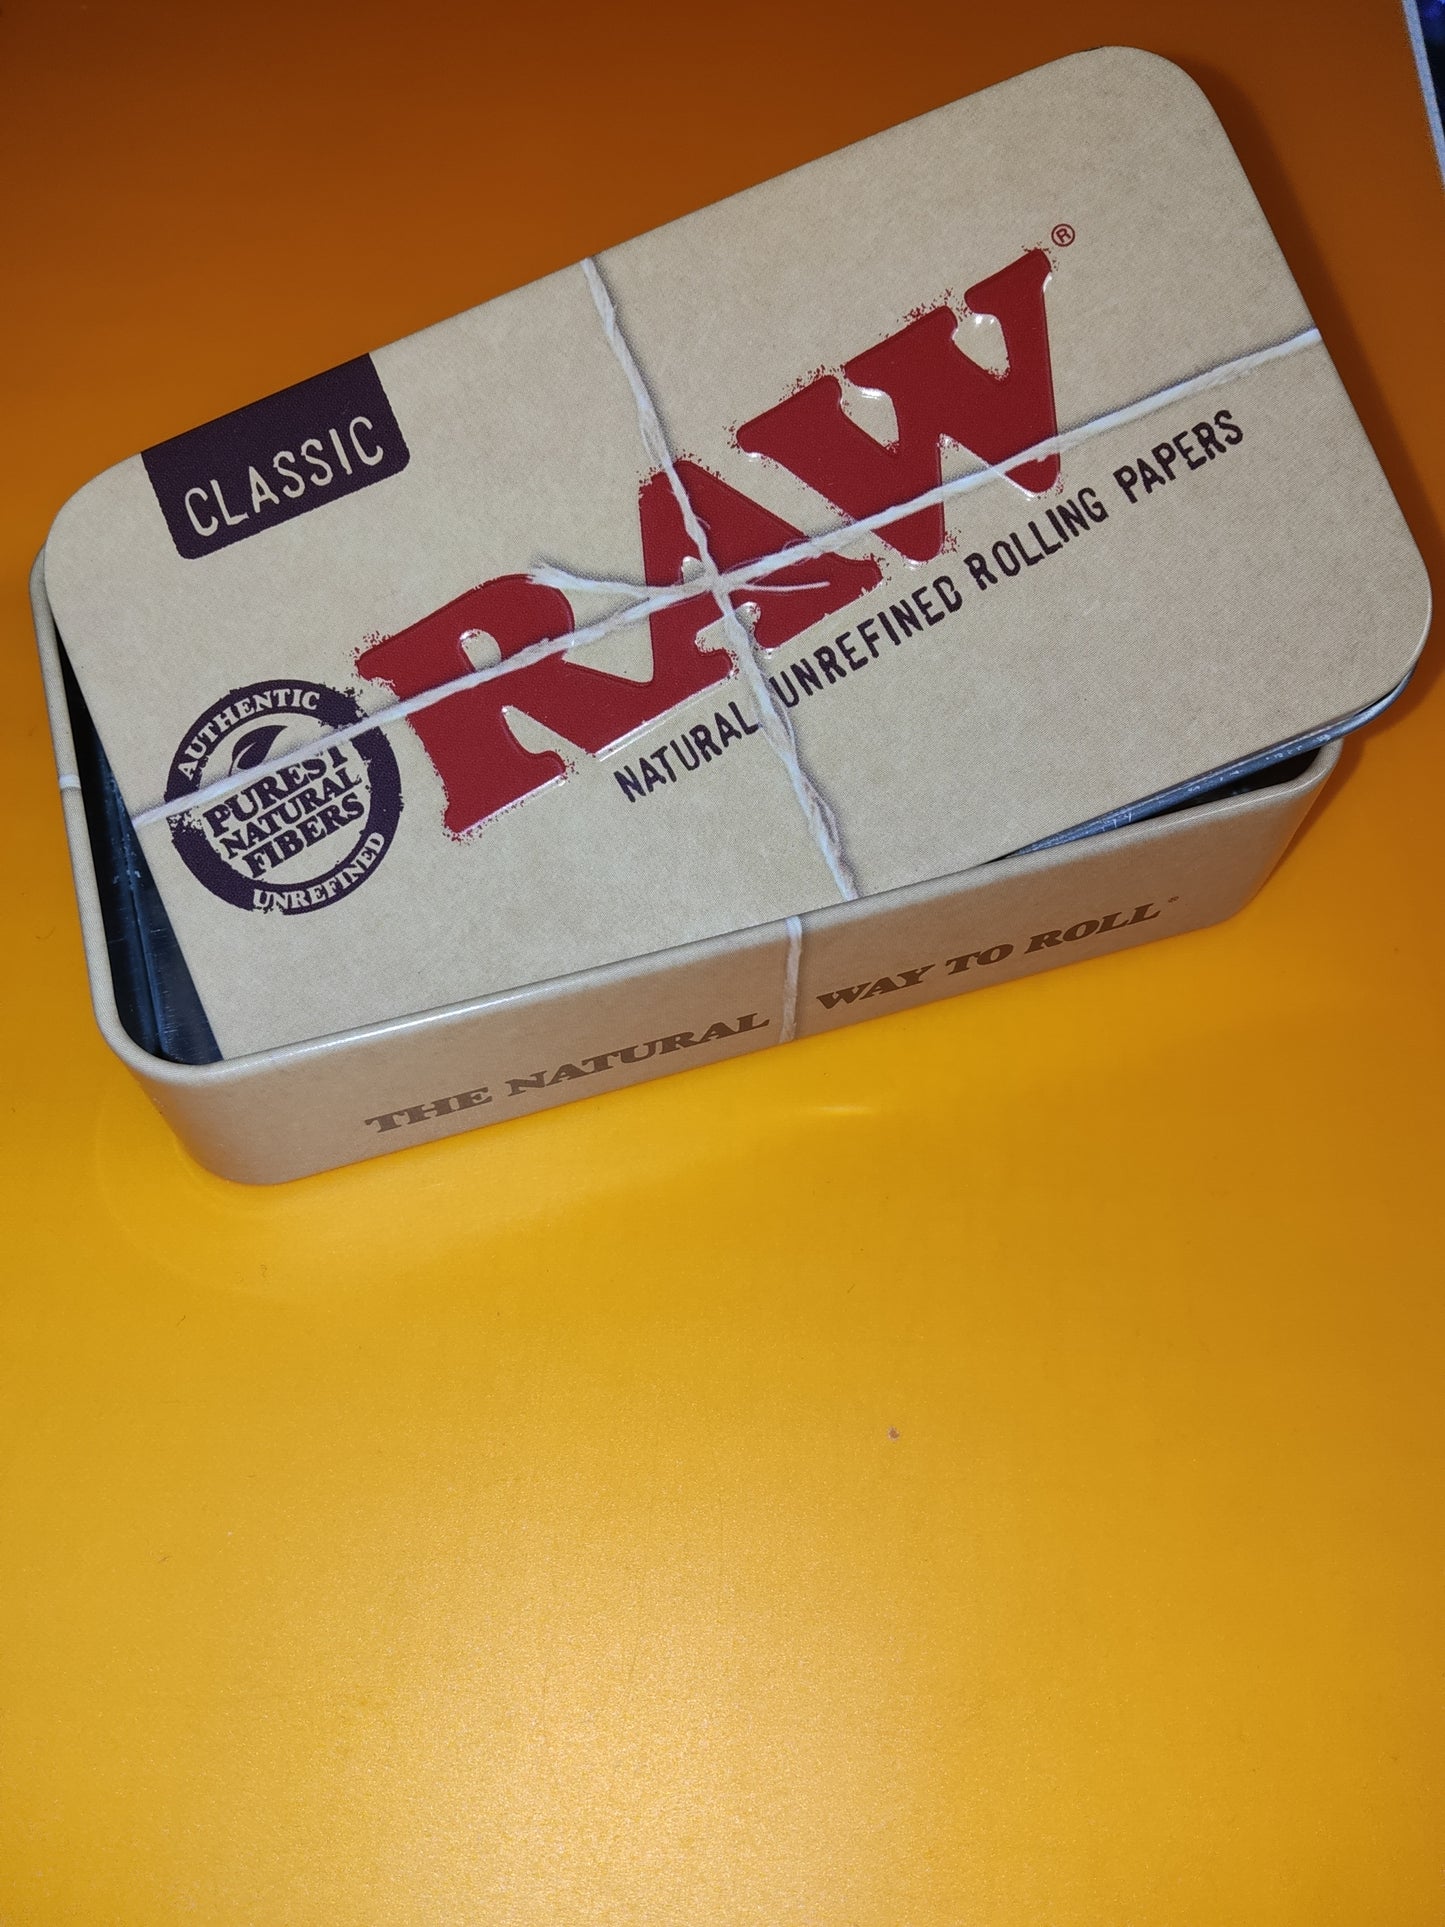 CLASSIC
RAW®
NATURAL UNREFINED ROLLING PAPERS
AUTHENTIC
PUREST
NATURAL
FIBERS
UNREFINED
THE NATURAL WAY TO ROLL